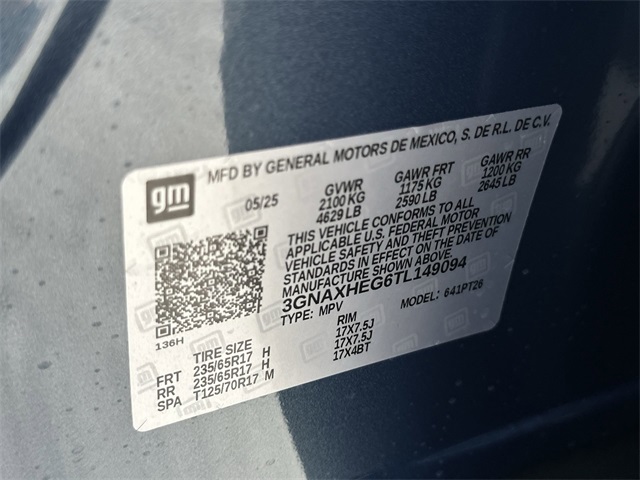 gm
MFD BY GENERAL MOTORS DE MEXICO, S. DE R.L. DE C.V.
05/25 GVWR GAWR FRT GAWR RR
2100 KG 1175 KG 1200 KG
4629 LB 2590 LB 2645 LB
THIS VEHICLE CONFORMS TO ALL
APPLICABLE U.S. FEDERAL MOTOR
VEHICLE SAFETY AND THEFT PREVENTION
STANDARDS IN EFFECT ON THE DATE OF
MANUFACTURE SHOWN ABOVE.
3GNAXHEG6TL149094
TYPE: MPV MODEL: 641PT26
136H
TIRE SIZE RIM
FRT 235/65R17 H 17X7.5J
RR 235/65R17 H 17X7.5J
SPA T125/70R17 M 17X4BT